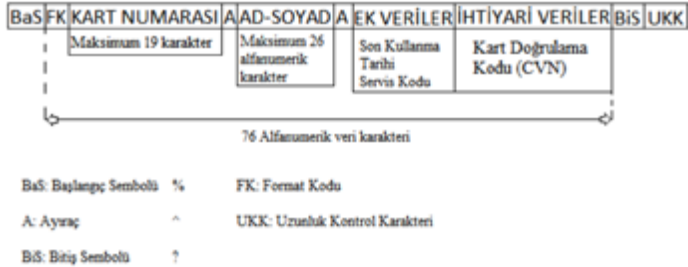 BaS FK KART NUMARASI A AD-SOYAD A EK VERİLER İHTİYARİ VERİLER BiS UKK
Maksimum 19 karakter
Maksimum 26
alfanumerik
karakter
Son Kullanma
Tarihi
Servis Kodu
Kart Doğrulama
Kodu (CVN)
76 Alfanumerik veri karakteri
BaS: Başlangıç Sembolü % FK: Format Kodu
A: Ayıraç ^ UKK: Uzunluk Kontrol Karakteri
BiS: Bitiş Sembolü ?